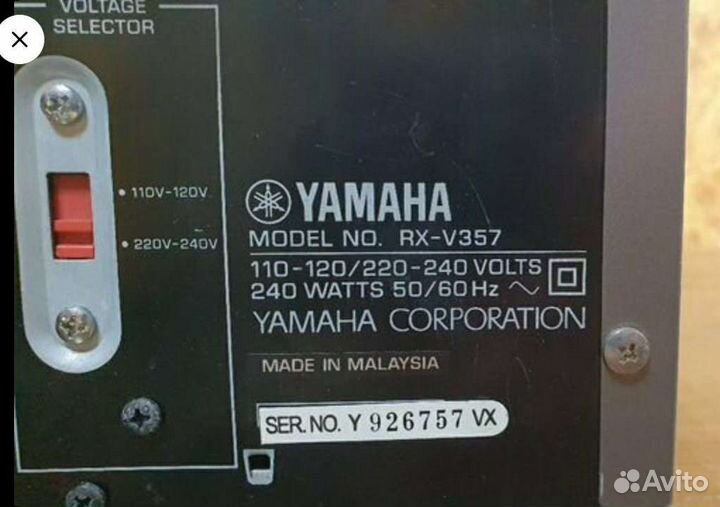 VOLTAGE
SELECTOR
• 110V-120V
• 220V-240V
YAMAHA
MODEL NO. RX-V357
110-120/220-240 VOLTS
240 WATTS 50/60 Hz ~
YAMAHA CORPORATION
MADE IN MALAYSIA
SER. NO. Y 926757 VX
Avito